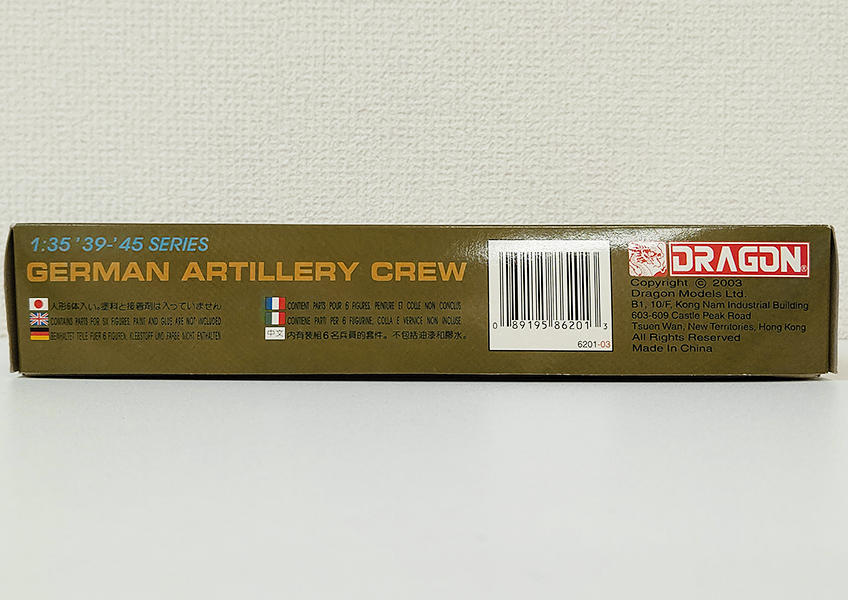 1:35 '39-'45 SERIES
GERMAN ARTILLERY CREW
人形6体入い。塗料と接着剤は入っていません
CONTAINS PARTS FOR SIX FIGURES, PAINT AND GLUE ARE NOT INCLUDED
BEINHALTET TEILE FUER 6 FIGUREN, KLEBSTOFF UND FARBE NICHT ENTHALTEN
CONTIENT PARTS POUR 6 FIGURES, PEINTURE ET COLLE NON CONCLUS
CONTIENE PARTI PER 6 FIGURINE, COLLA E VERNICE NON INCLUSE.
中文 內有裝組6名兵員的套件。不包括油漆和膠水。
0 89195 86201 3
6201-03
DRAGON®
Copyright © 2003
Dragon Models Ltd.
B1, 10/F, Kong Nam Industrial Building
603-609 Castle Peak Road
Tsuen Wan, New Territories, Hong Kong
All Rights Reserved
Made In China